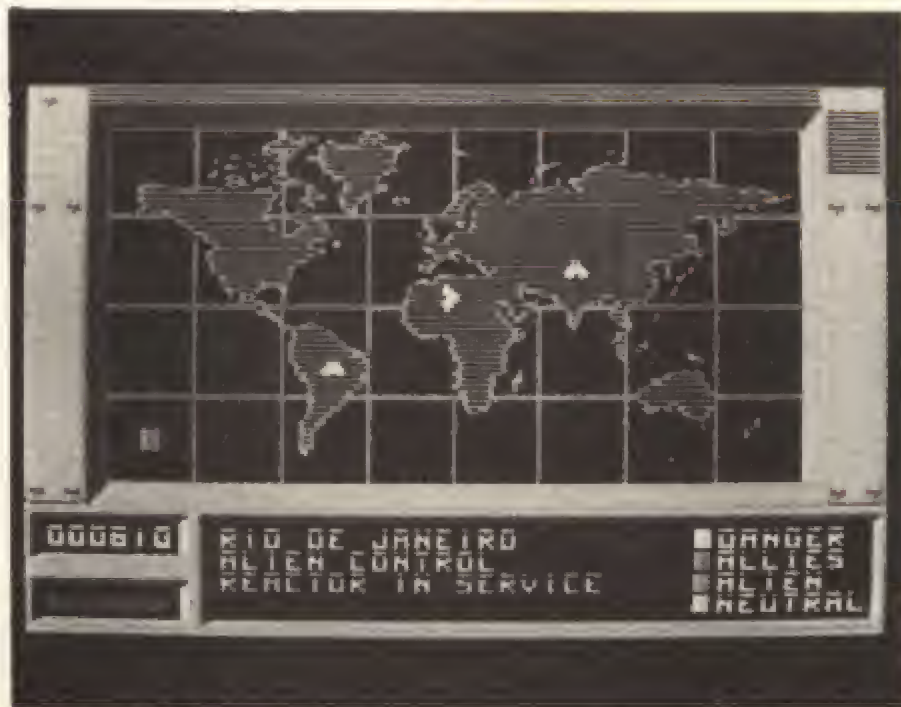 000610
RIO DE JANEIRO
ALIEN CONTROL
REACTOR IN SERVICE
DANGER
ALLIES
ALIEN
NEUTRAL